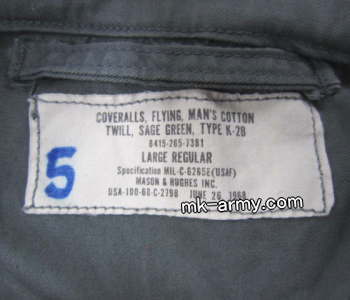 COVERALLS, FLYING, MAN'S COTTON
TWILL, SAGE GREEN, TYPE K-2B
8415-265-7381
LARGE REGULAR
Specification MIL-C-6265E(USAF)
MASON & HUGHES INC.
DSA-100-68-C-2798 JUNE 26, 1968
5
mk-army.com